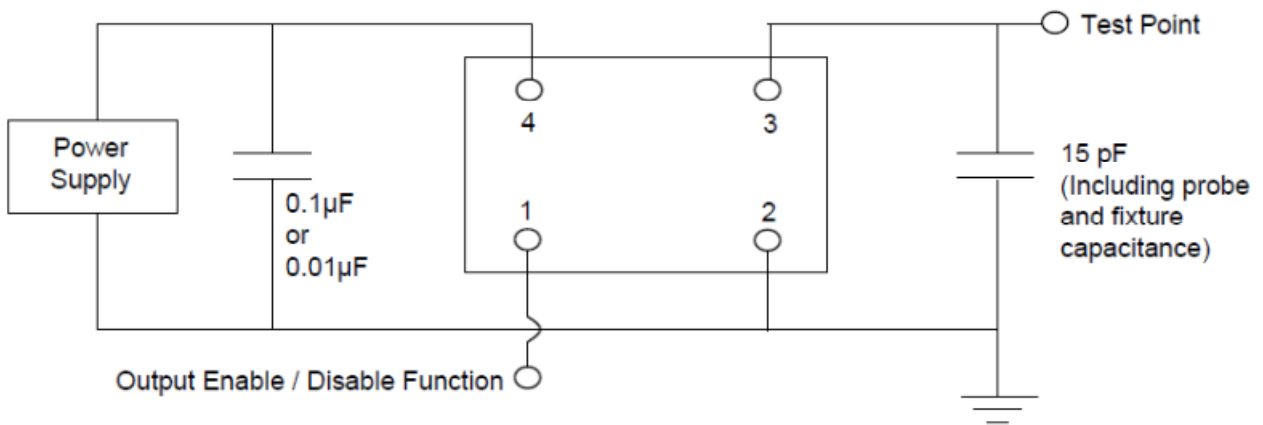 Test Point
4
3
Power
Supply
15 pF
(Including probe
and fixture
capacitance)
0.1µF
or
0.01µF
1
2
Output Enable / Disable Function